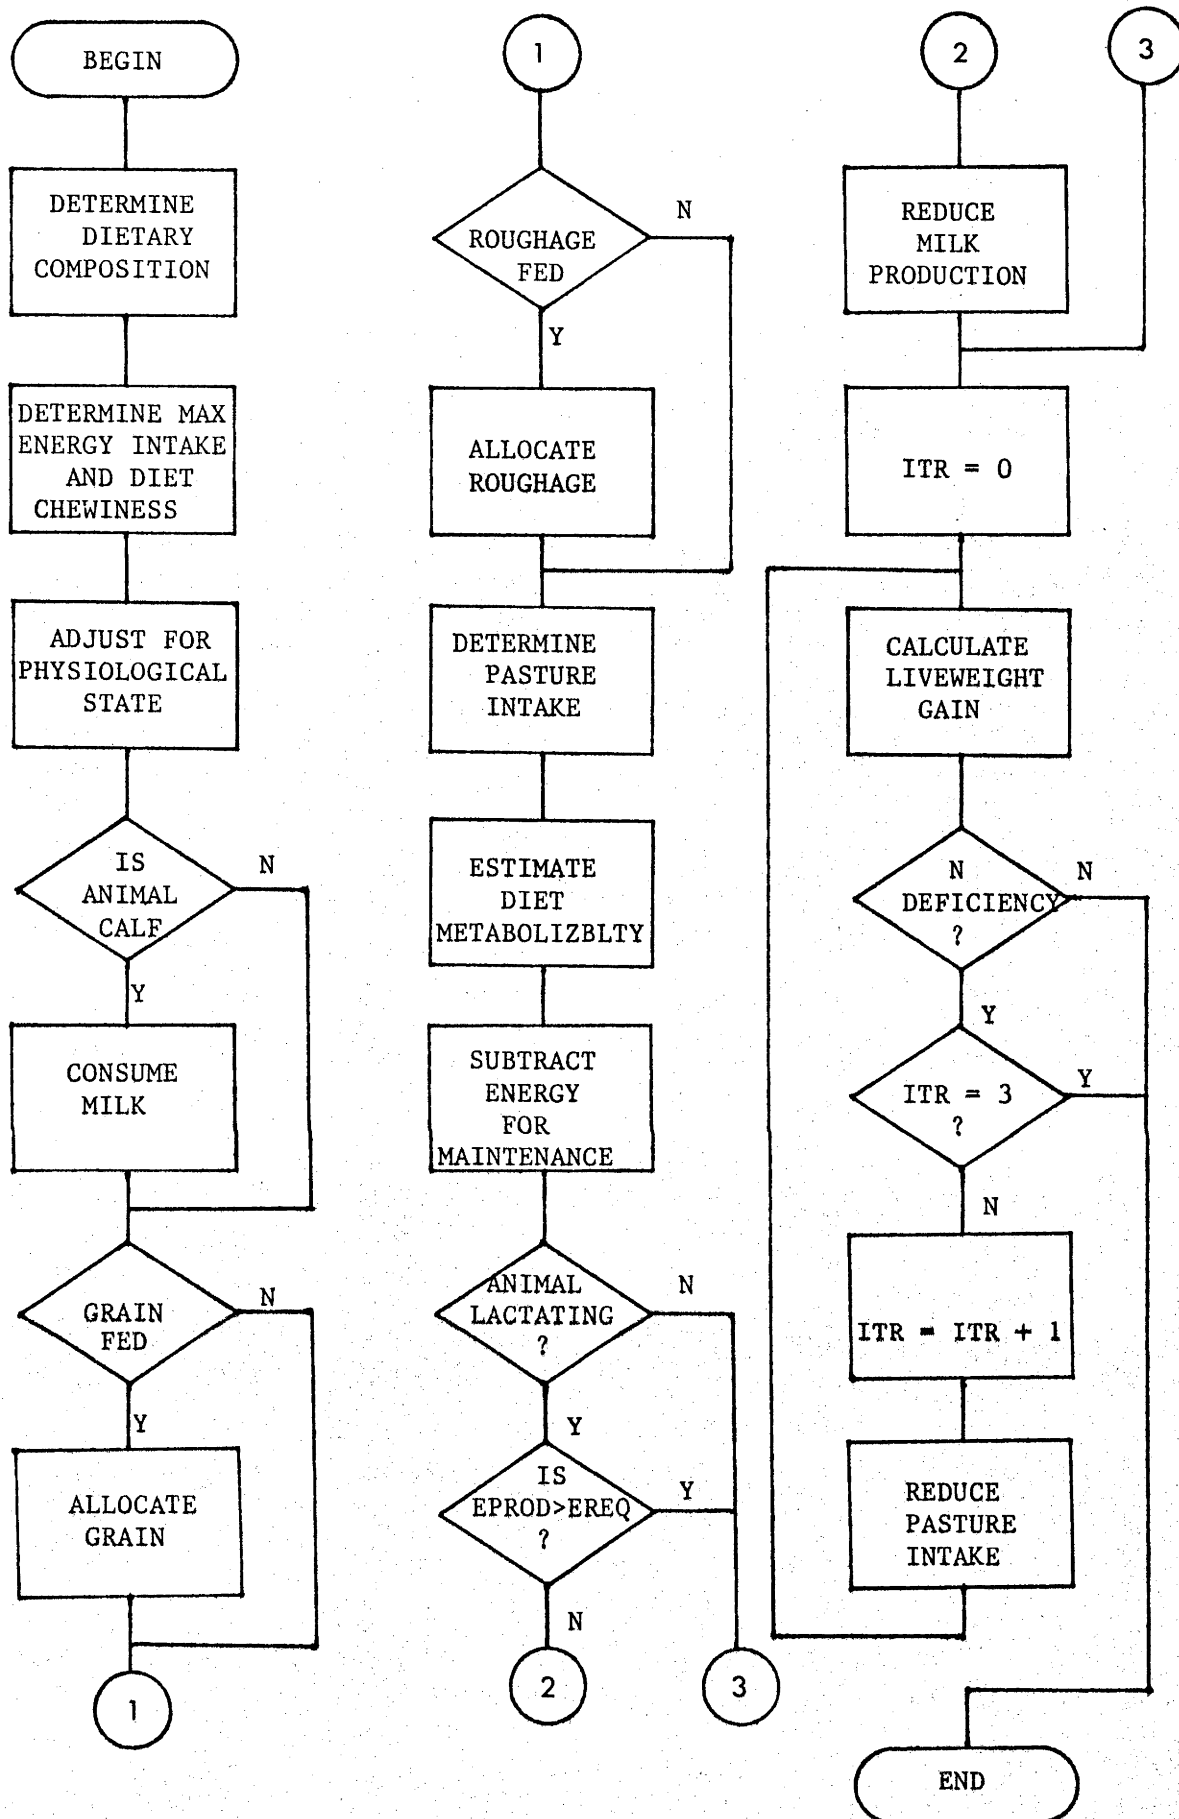 BEGIN
DETERMINE
DIETARY
COMPOSITION
DETERMINE MAX
ENERGY INTAKE
AND DIET
CHEWINESS
ADJUST FOR
PHYSIOLOGICAL
STATE
IS
ANIMAL
CALF
N
Y
CONSUME
MILK
GRAIN
FED
N
Y
ALLOCATE
GRAIN
1
1
ROUGHAGE
FED
N
Y
ALLOCATE
ROUGHAGE
DETERMINE
PASTURE
INTAKE
ESTIMATE
DIET
METABOLIZBLTY
SUBTRACT
ENERGY
FOR
MAINTENANCE
ANIMAL
LACTATING
?
N
Y
IS
EPROD>EREQ
?
Y
N
2
3
2
3
REDUCE
MILK
PRODUCTION
ITR = 0
CALCULATE
LIVEWEIGHT
GAIN
N
DEFICIENCY
?
N
Y
ITR = 3
?
Y
N
ITR = ITR + 1
REDUCE
PASTURE
INTAKE
END